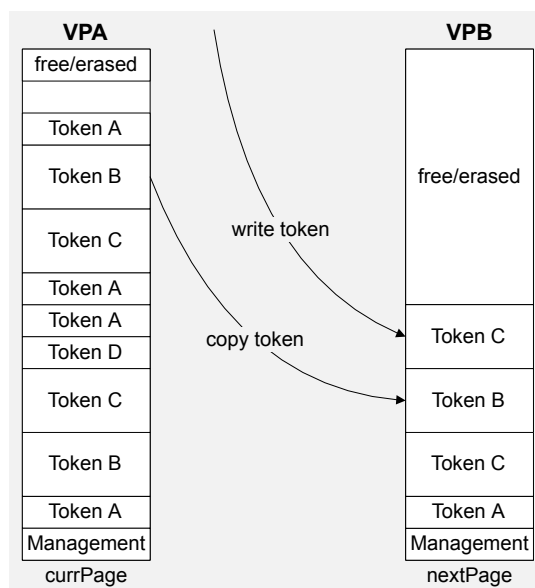 VPA
free/erased
Token A
Token B
Token C
Token A
Token A
Token D
Token C
Token B
Token A
Management
currPage
write token
copy token
VPB
free/erased
Token C
Token B
Token C
Token A
Management
nextPage